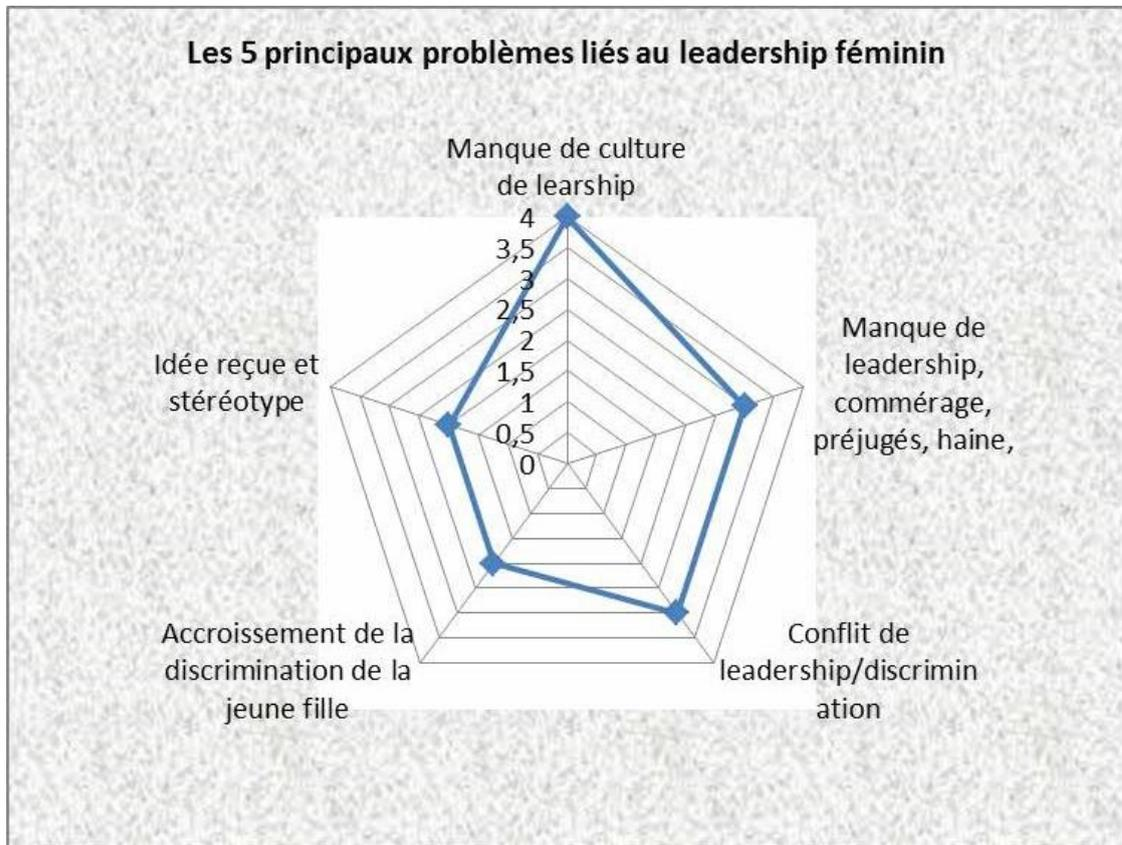 Les 5 principaux problèmes liés au leadership féminin
Manque de culture
de learship
4
3,5
3
2,5
2
1,5
1
0,5
0
Manque de
leadership,
commérage,
préjugés, haine,
Conflit de
leadership/discrimin
ation
Accroissement de la
discrimination de la
jeune fille
Idée reçue et
stéréotype